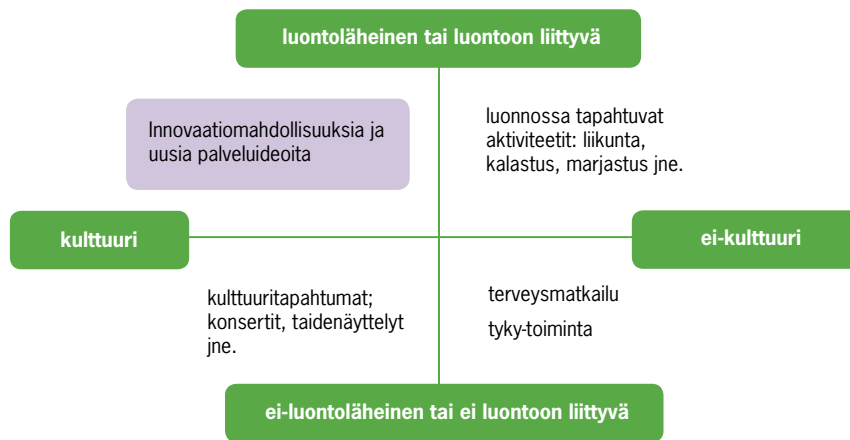 luontoläheinen tai luontoon liittyvä
Innovaatiomahdollisuuksia ja
uusia palveluideoita
luonnossa tapahtuvat
aktiviteetit: liikunta,
kalastus, marjastus jne.
kulttuuri
ei-kulttuuri
kulttuuritapahtumat;
konsertit, taidenäyttelyt
jne.
terveysmatkailu
tyky-toiminta
ei-luontoläheinen tai ei luontoon liittyvä